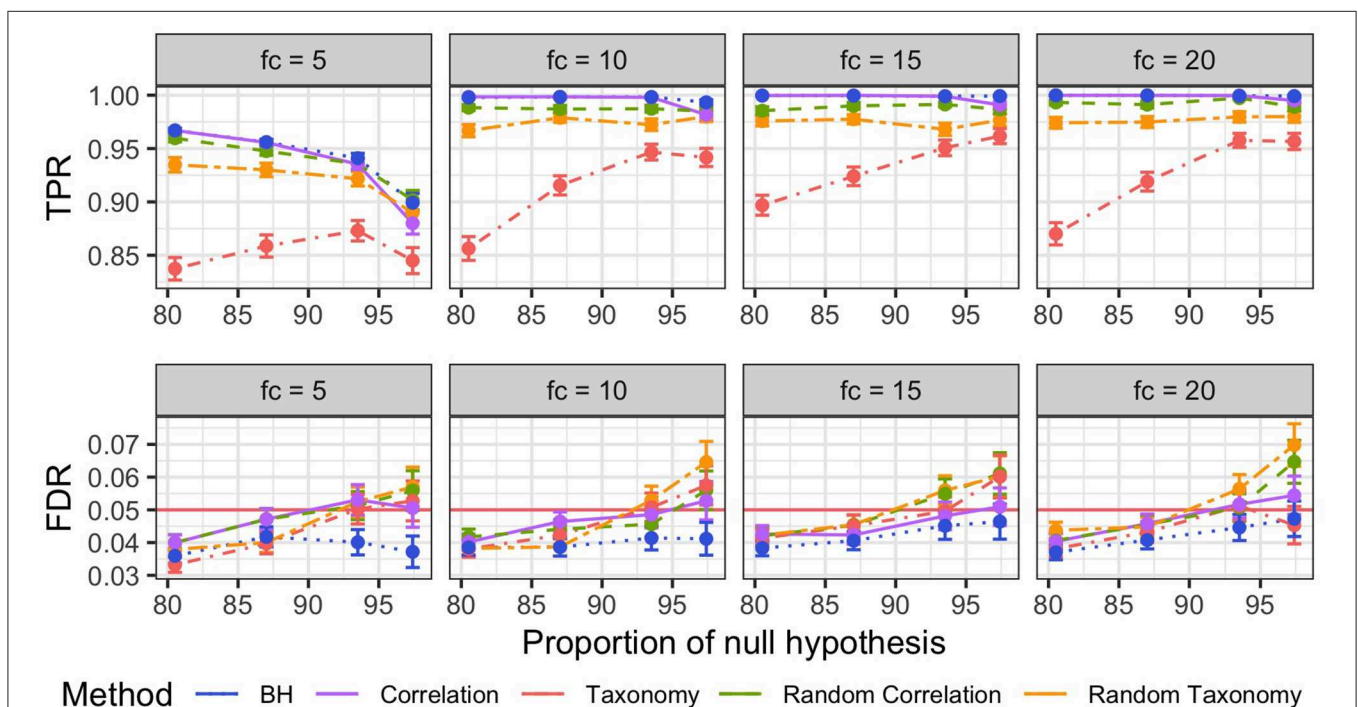 fc = 5 fc = 10 fc = 15 fc = 20
TPR
1.00
0.95
0.90
0.85
80 85 90 95 80 85 90 95 80 85 90 95 80 85 90 95
fc = 5 fc = 10 fc = 15 fc = 20
FDR
0.07
0.06
0.05
0.04
0.03
80 85 90 95 80 85 90 95 80 85 90 95 80 85 90 95
Proportion of null hypothesis
Method BH Correlation Taxonomy Random Correlation Random Taxonomy